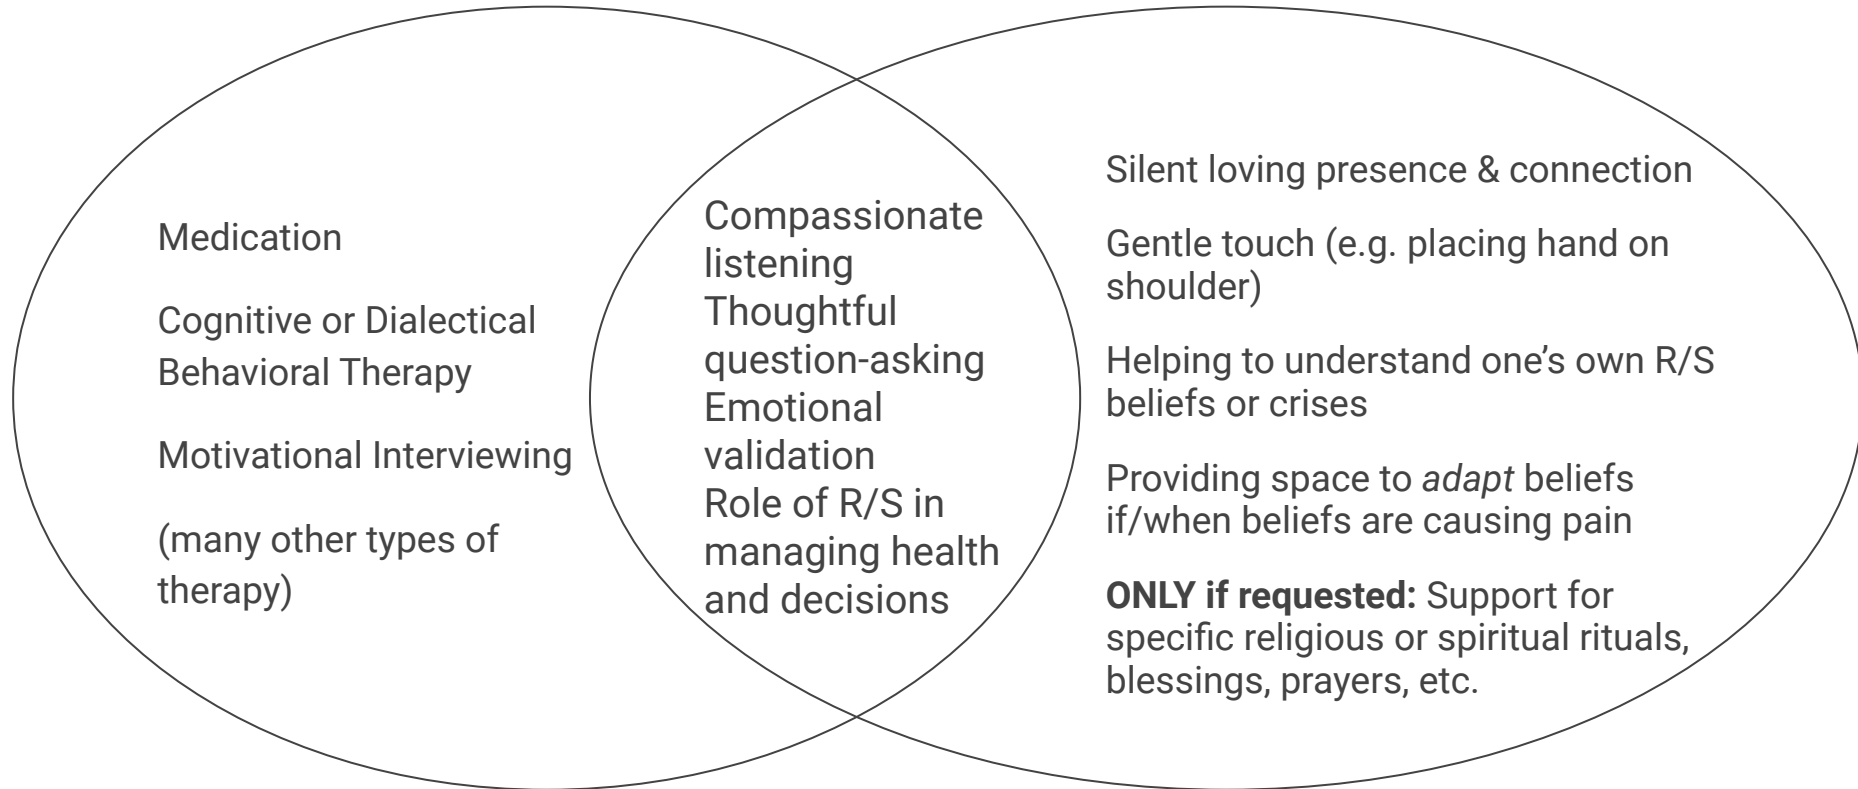 Medication
Cognitive or Dialectical
Behavioral Therapy
Motivational Interviewing
(many other types of
therapy)
Compassionate
listening
Thoughtful
question-asking
Emotional
validation
Role of R/S in
managing health
and decisions
Silent loving presence & connection
Gentle touch (e.g. placing hand on
shoulder)
Helping to understand one’s own R/S
beliefs or crises
Providing space to adapt beliefs
if/when beliefs are causing pain
ONLY if requested: Support for
specific religious or spiritual rituals,
blessings, prayers, etc.